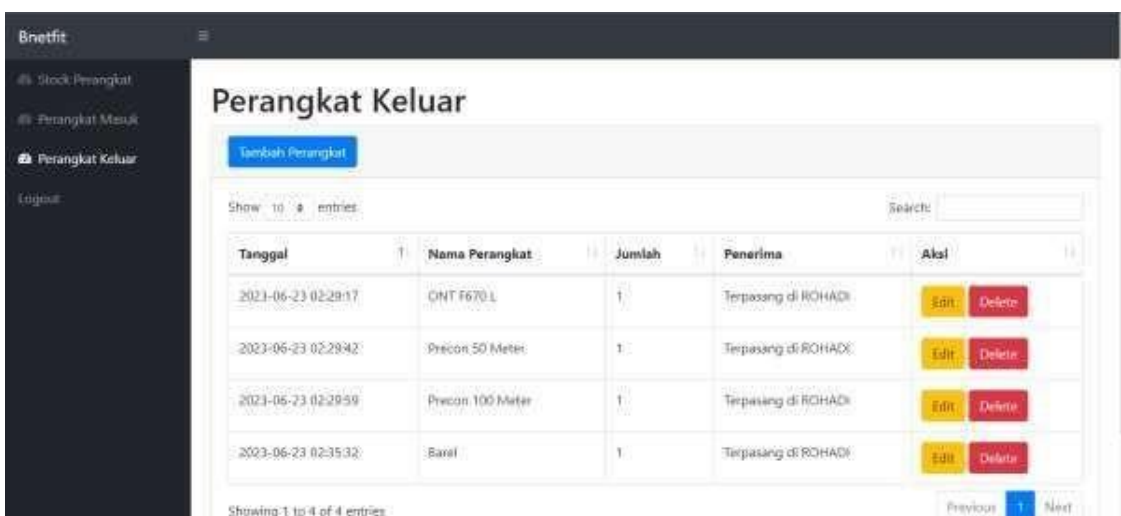 Bnetfit
Stock Perangkat
Perangkat Masuk
Perangkat Keluar
Logout
Perangkat Keluar
Tambah Perangkat
Show 10 entries
Search:
Tanggal Nama Perangkat Jumlah Penerima Aksi
2023-06-23 02:29:17 ONT F670 L 1 Terpasang di ROHADI Edit Delete
2023-06-23 02:29:42 Precon 50 Meter 1 Terpasang di ROHADI Edit Delete
2023-06-23 02:29:59 Precon 100 Meter 1 Terpasang di ROHADI Edit Delete
2023-06-23 02:35:32 Barel 1 Terpasang di ROHADI Edit Delete
Showing 1 to 4 of 4 entries
Previous 1 Next